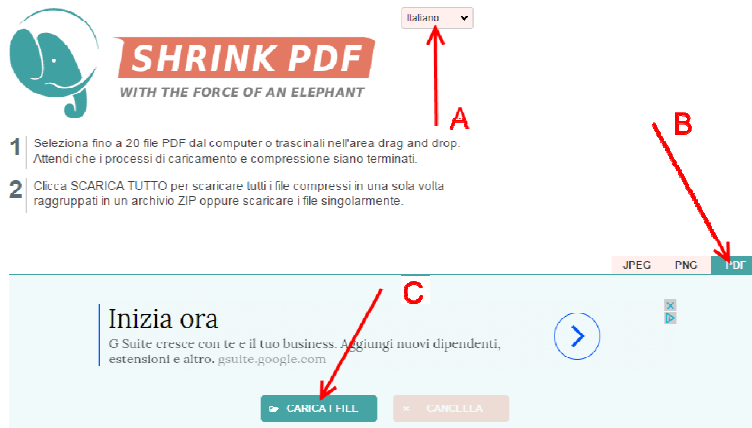 Italiano
SHRINK PDF
WITH THE FORCE OF AN ELEPHANT
A
B
1 Seleziona fino a 20 file PDF dal computer o trascinali nell'area drag and drop.
Attendi che i processi di caricamento e compressione siano terminati.
2 Clicca SCARICA TUTTO per scaricare tutti i file compressi in una sola volta
raggruppati in un archivio ZIP oppure scaricare i file singolarmente.
JPEG PNG PDF
C
Inizia ora
G Suite cresce con te e il tuo business. Aggiungi nuovi dipendenti,
estensioni e altro. gsuite.google.com
CARICA I FILE CANCELLA